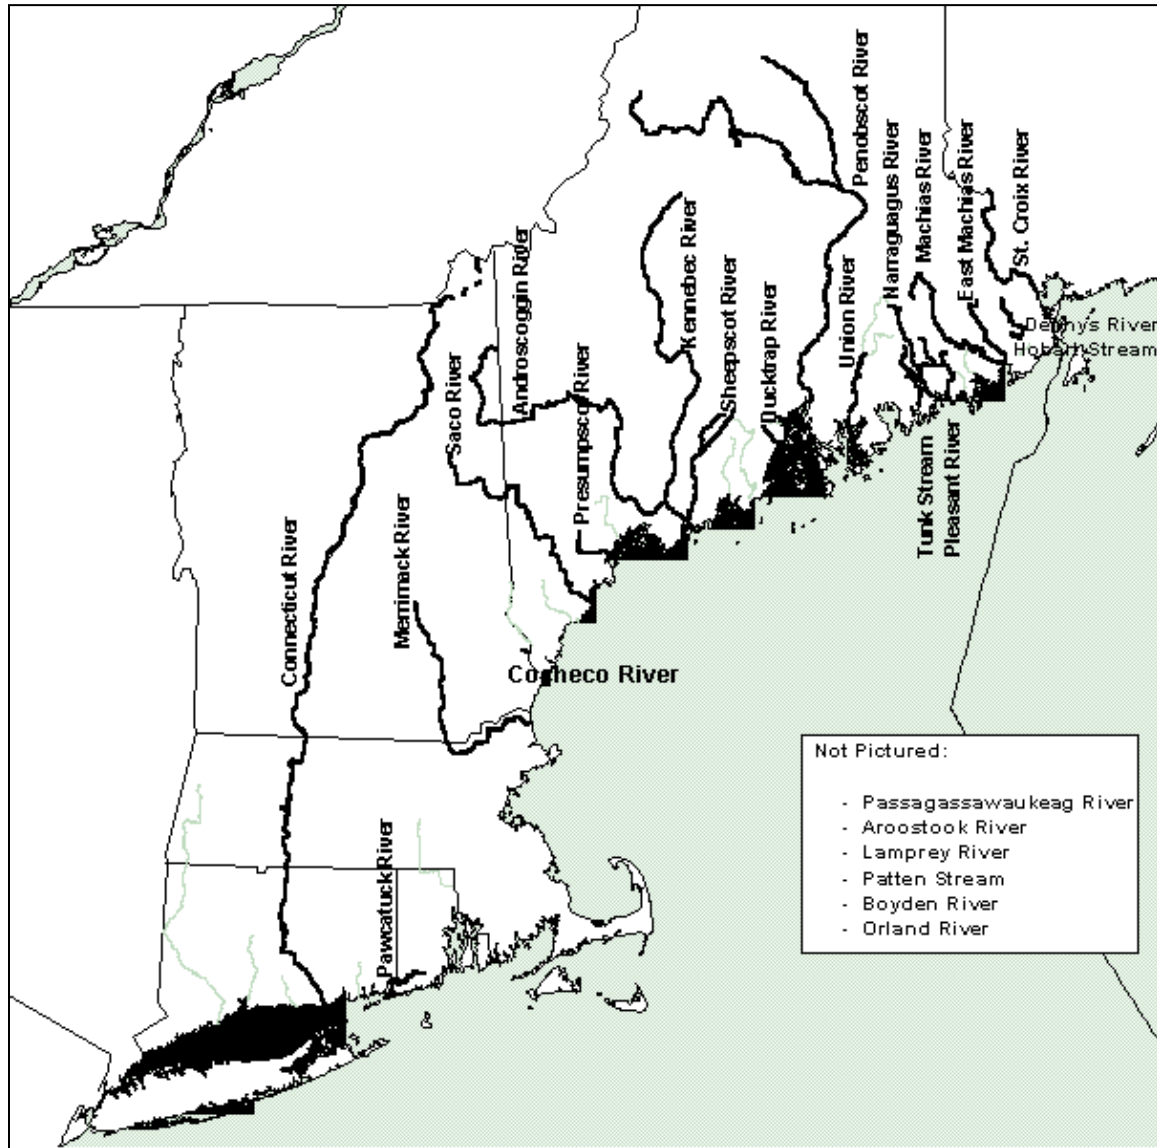 Penobscot River
Narraguagus River
Machias River
East Machias River
St. Croix River
Androscoggin River
Kennebec River
Sheepscot River
Ducktrap River
Union River
Dennys River
Hobart Stream
Saco River
Presumpscot River
Tunk Stream
Pleasant River
Connecticut River
Merrimack River
Cocheco River
Pawcatuck River
Not Pictured:
- Passagassawaukeag River
- Aroostook River
- Lamprey River
- Patten Stream
- Boyden River
- Orland River